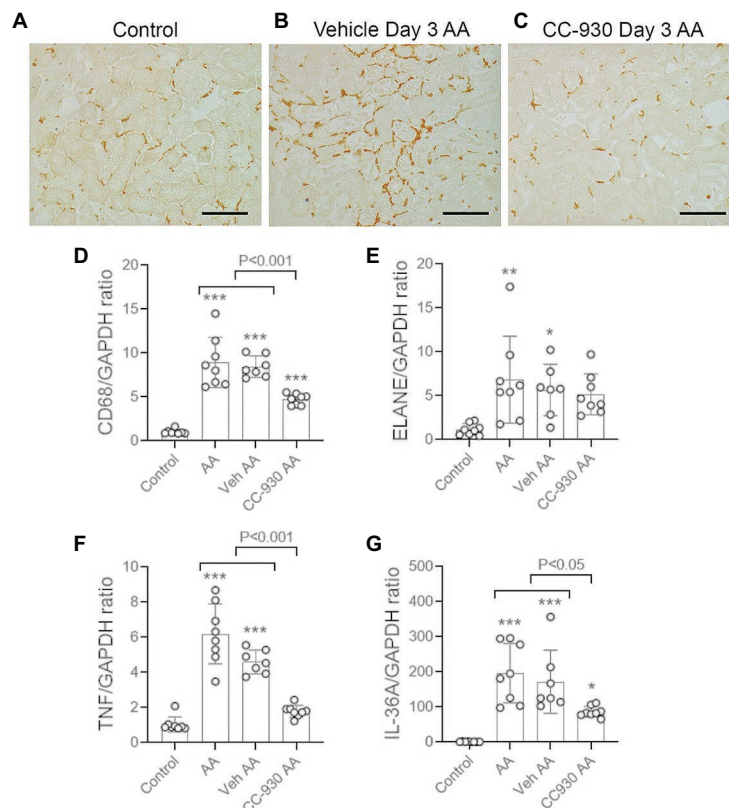 A Control B Vehicle Day 3 AA C CC-930 Day 3 AA
D
P<0.001
CD68/GAPDH ratio
20
15
10
5
0
***
***
***
Control
AA
Veh AA
CC-930 AA
E
ELANE/GAPDH ratio
20
15
10
5
0
**
*
Control
AA
Veh AA
CC-930 AA
F
P<0.001
TNF/GAPDH ratio
10
8
6
4
2
0
***
***
Control
AA
Veh AA
CC-930 AA
G
P<0.05
IL-36A/GAPDH ratio
500
400
300
200
100
0
***
***
*
Control
AA
Veh AA
CC930 AA